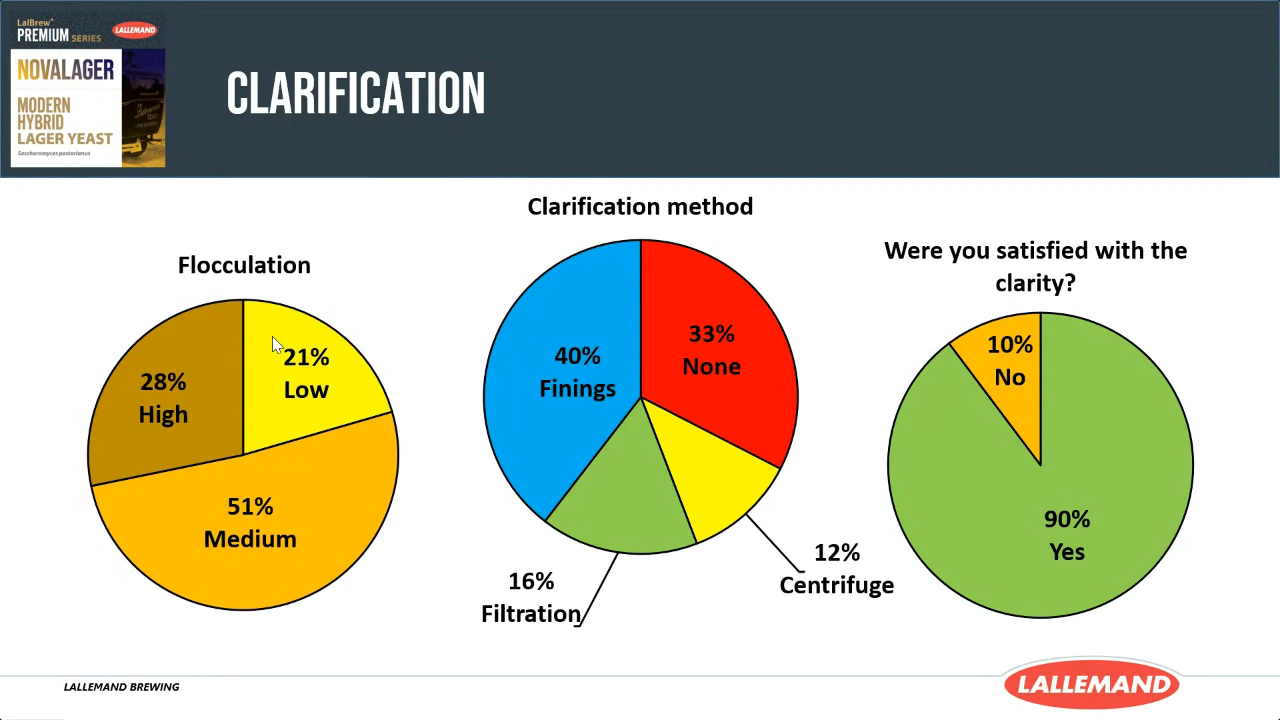 LalBrew®
PREMIUM SERIES
LALLEMAND
NOVALAGER
MODERN
HYBRID
LAGER YEAST
Saccharomyces pastorianus
CLARIFICATION
Flocculation
21%
Low
28%
High
51%
Medium
Clarification method
33%
None
40%
Finings
12%
Centrifuge
16%
Filtration
Were you satisfied with the
clarity?
10%
No
90%
Yes
LALLEMAND BREWING
LALLEMAND